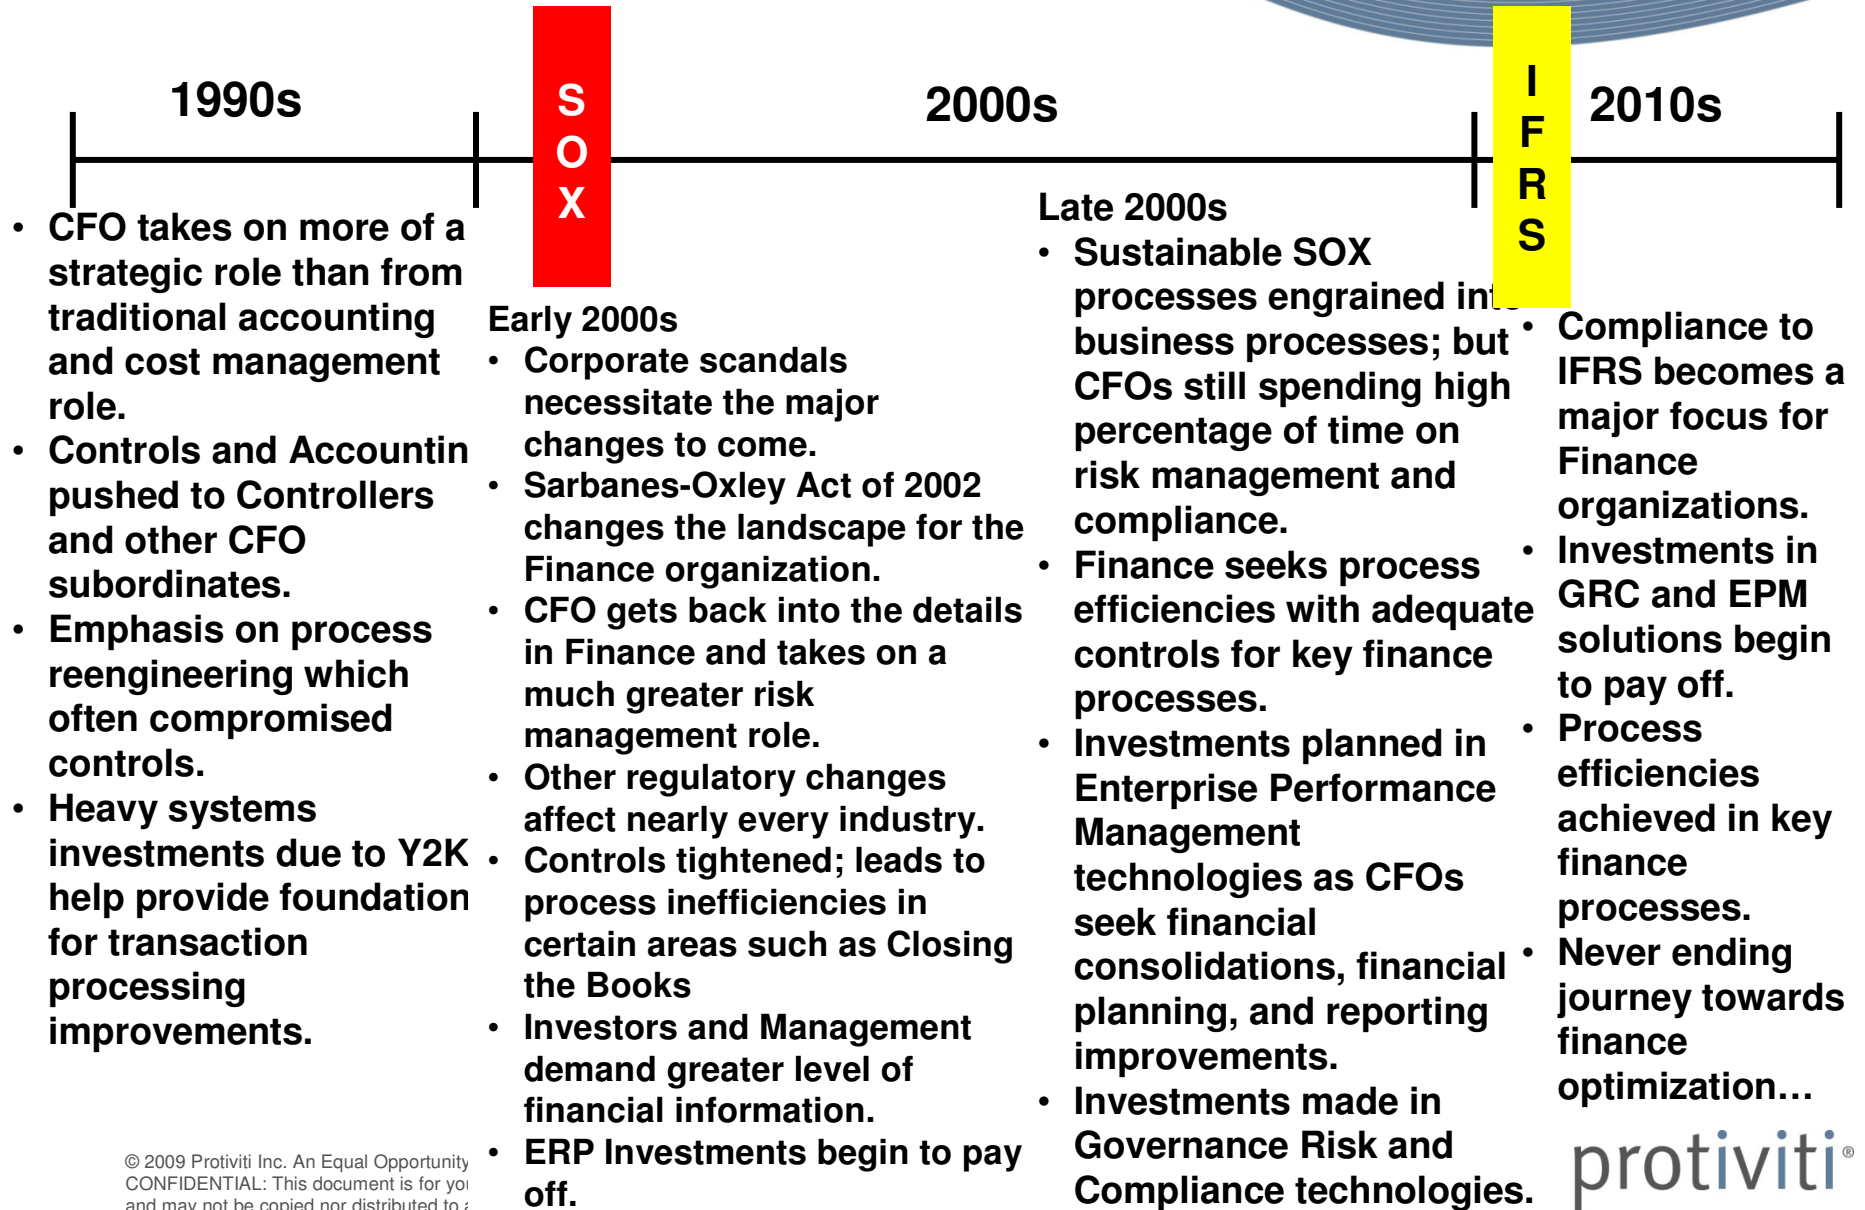 1990s
S
O
X
2000s
I
F
R
S
2010s
• CFO takes on more of a
strategic role than from
traditional accounting
and cost management
role.
• Controls and Accountin
pushed to Controllers
and other CFO
subordinates.
• Emphasis on process
reengineering which
often compromised
controls.
• Heavy systems
investments due to Y2K
help provide foundation
for transaction
processing
improvements.
Early 2000s
• Corporate scandals
necessitate the major
changes to come.
• Sarbanes-Oxley Act of 2002
changes the landscape for the
Finance organization.
• CFO gets back into the details
in Finance and takes on a
much greater risk
management role.
• Other regulatory changes
affect nearly every industry.
• Controls tightened; leads to
process inefficiencies in
certain areas such as Closing
the Books
• Investors and Management
demand greater level of
financial information.
• ERP Investments begin to pay
off.
Late 2000s
• Sustainable SOX
processes engrained into
business processes; but
CFOs still spending high
percentage of time on
risk management and
compliance.
• Finance seeks process
efficiencies with adequate
controls for key finance
processes.
• Investments planned in
Enterprise Performance
Management
technologies as CFOs
seek financial
consolidations, financial
planning, and reporting
improvements.
• Investments made in
Governance Risk and
Compliance technologies.
• Compliance to
IFRS becomes a
major focus for
Finance
organizations.
• Investments in
GRC and EPM
solutions begin
to pay off.
• Process
efficiencies
achieved in key
finance
processes.
• Never ending
journey towards
finance
optimization…
© 2009 Protiviti Inc. An Equal Opportunity
CONFIDENTIAL: This document is for you
and may not be copied nor distributed to a
protiviti®